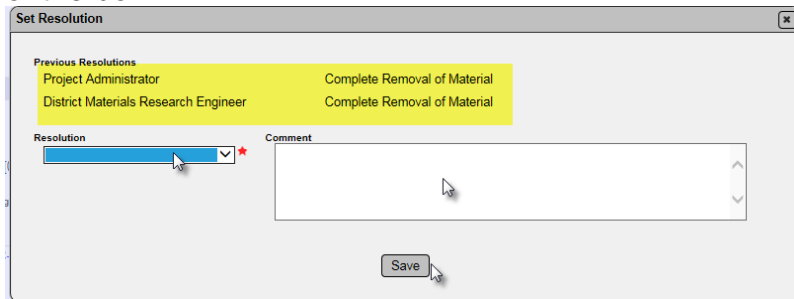 Set Resolution
Previous Resolutions
Project Administrator Complete Removal of Material
District Materials Research Engineer Complete Removal of Material
Resolution Comment
Save